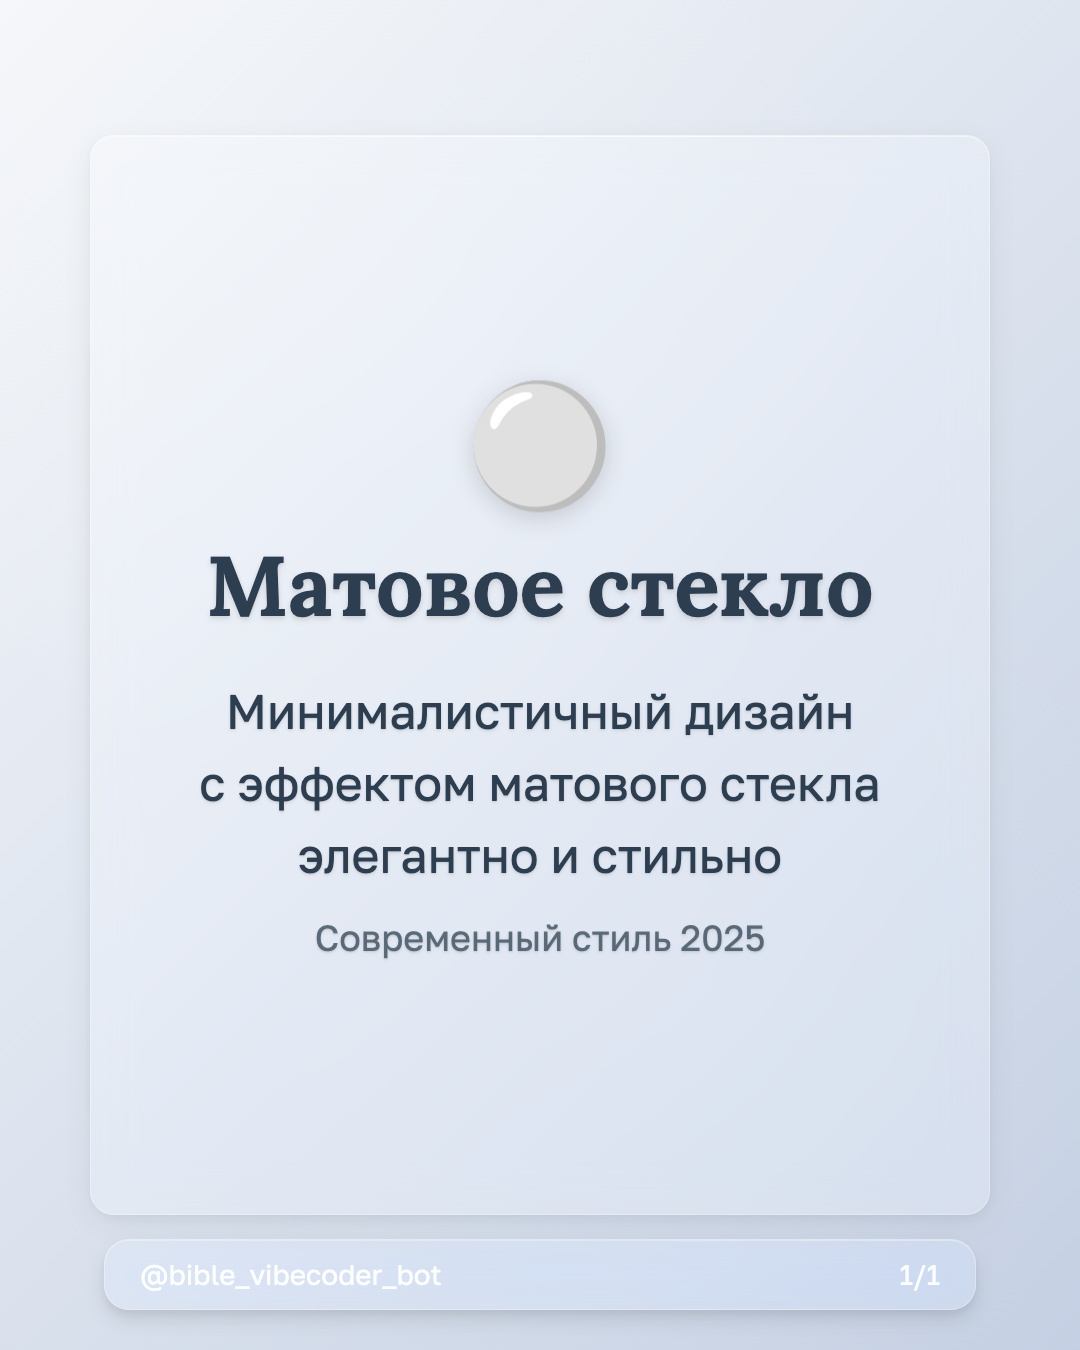 Матовое стекло
Минималистичный дизайн
с эффектом матового стекла
элегантно и стильно
Современный стиль 2025
@bible_vibecoder_bot 1/1